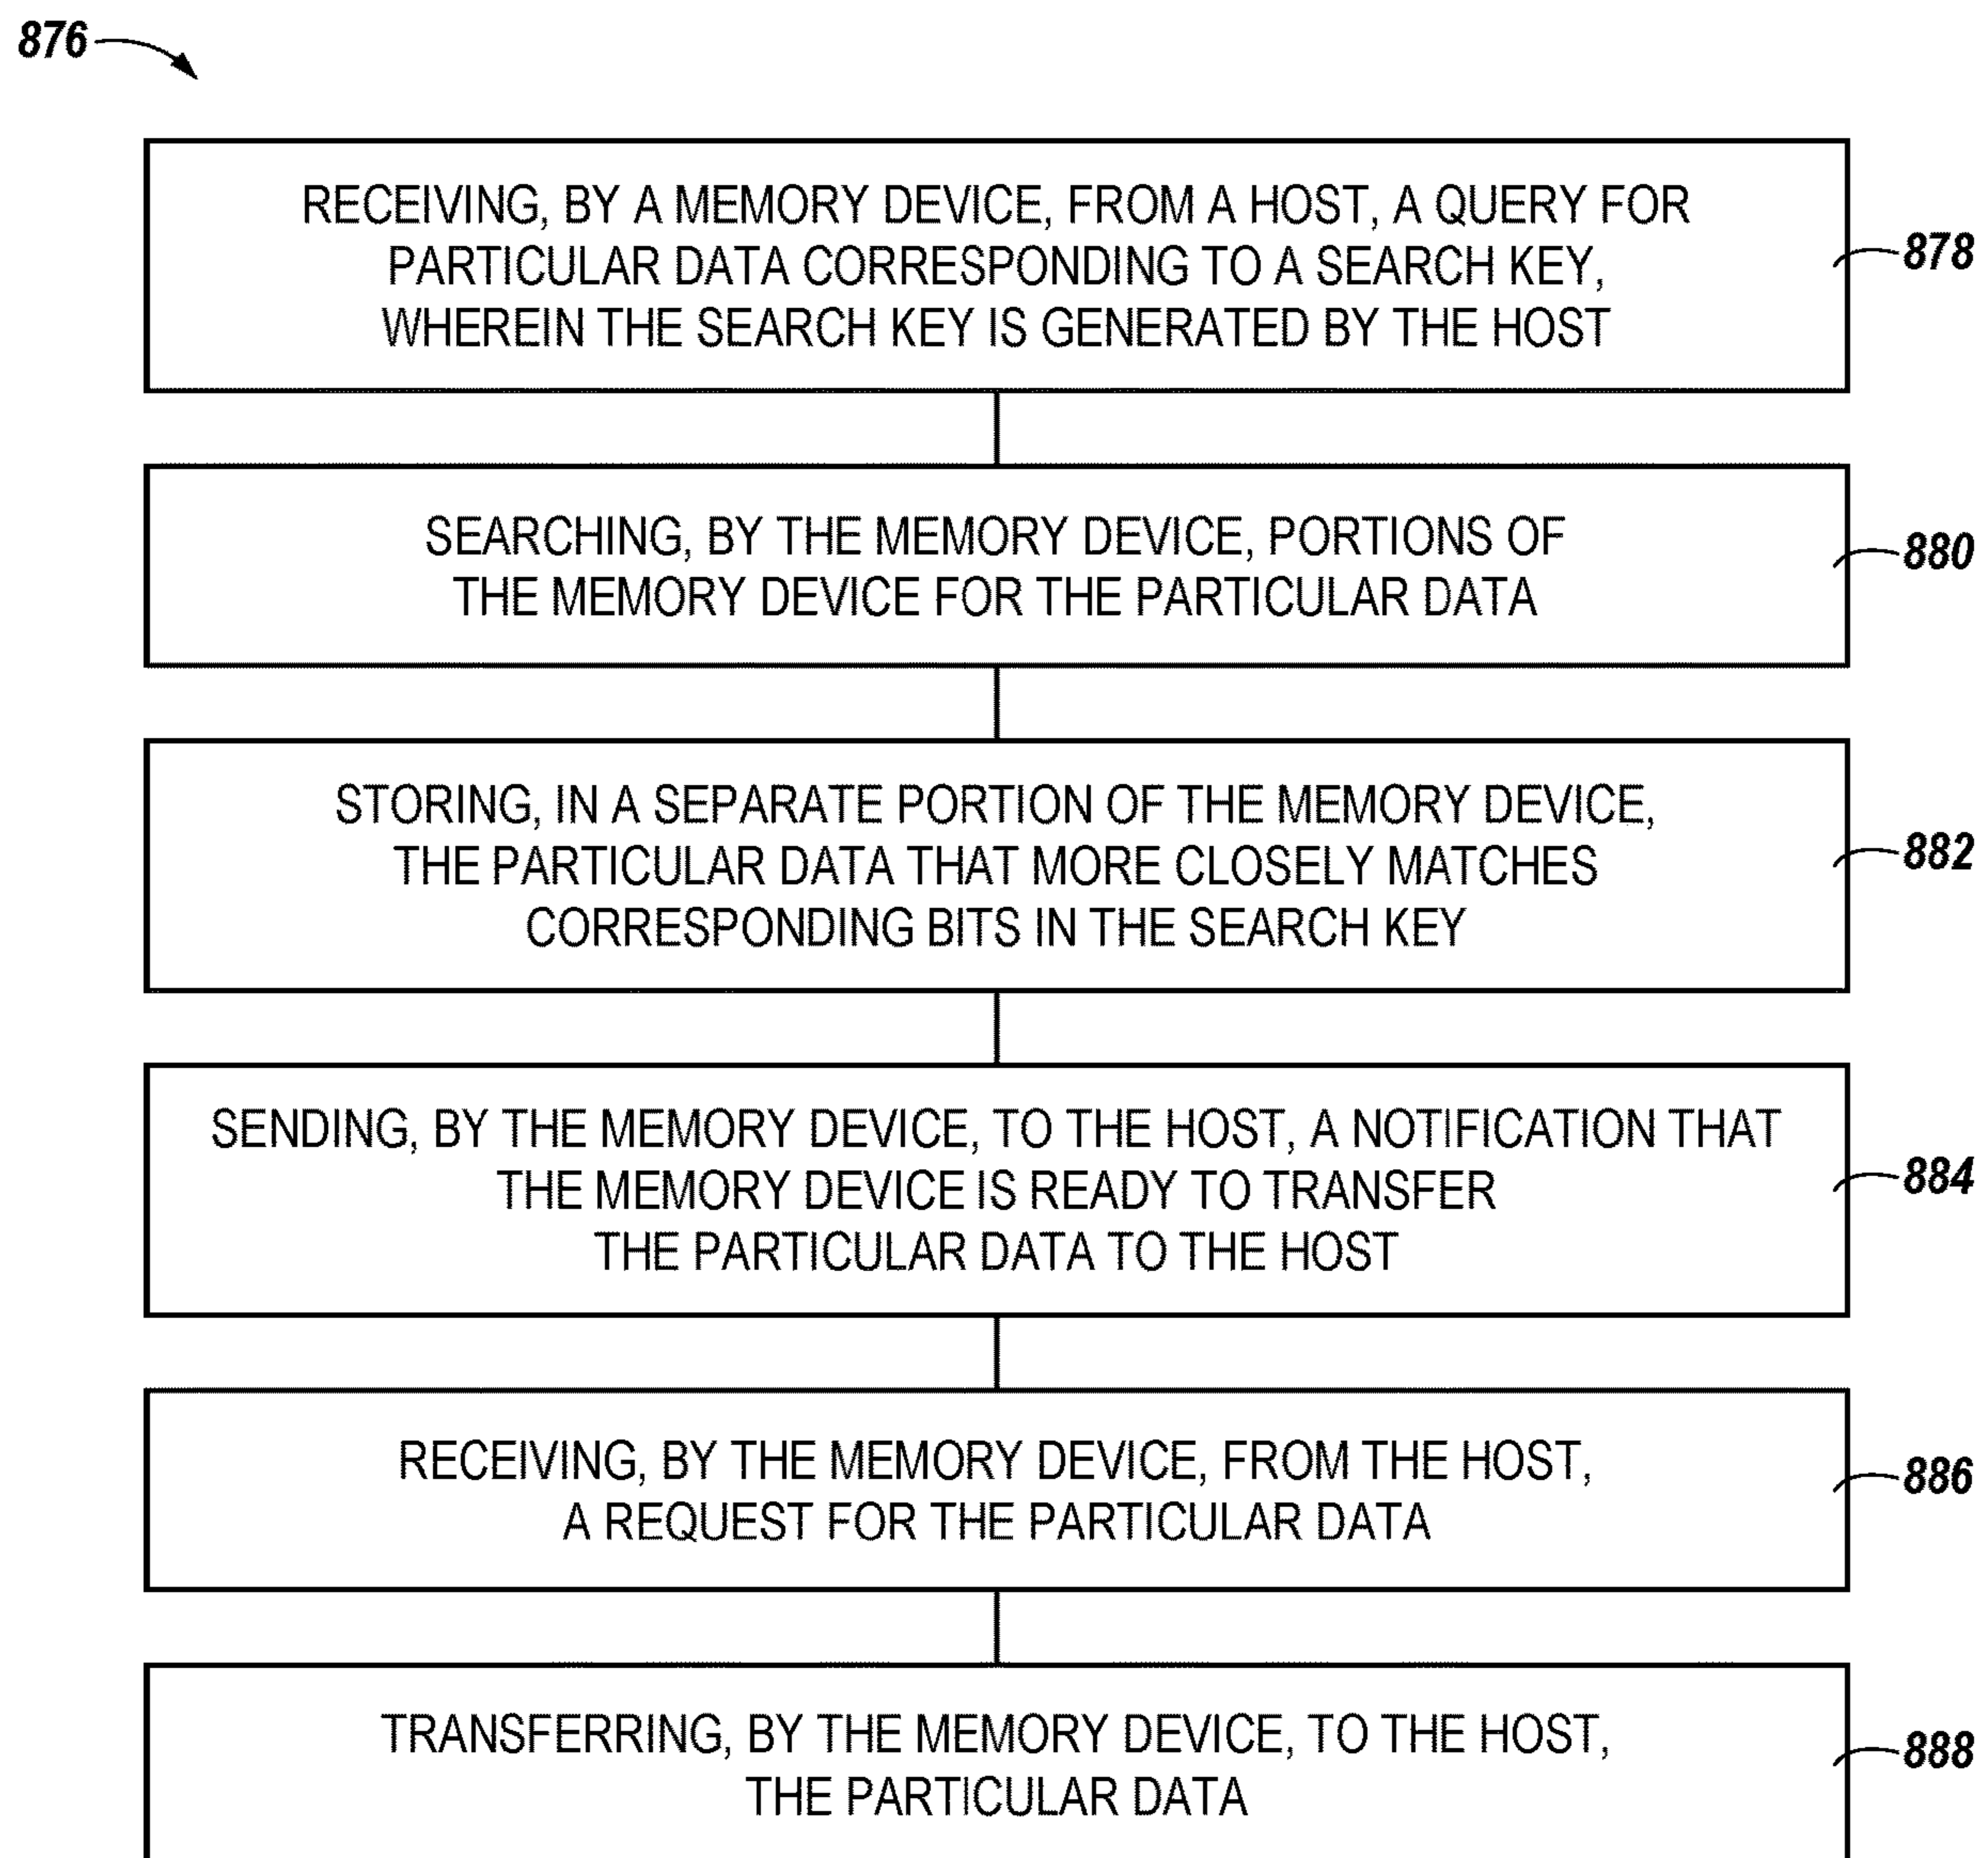 876
RECEIVING, BY A MEMORY DEVICE, FROM A HOST, A QUERY FOR
PARTICULAR DATA CORRESPONDING TO A SEARCH KEY,
WHEREIN THE SEARCH KEY IS GENERATED BY THE HOST
878
SEARCHING, BY THE MEMORY DEVICE, PORTIONS OF
THE MEMORY DEVICE FOR THE PARTICULAR DATA
880
STORING, IN A SEPARATE PORTION OF THE MEMORY DEVICE,
THE PARTICULAR DATA THAT MORE CLOSELY MATCHES
CORRESPONDING BITS IN THE SEARCH KEY
882
SENDING, BY THE MEMORY DEVICE, TO THE HOST, A NOTIFICATION THAT
THE MEMORY DEVICE IS READY TO TRANSFER
THE PARTICULAR DATA TO THE HOST
884
RECEIVING, BY THE MEMORY DEVICE, FROM THE HOST,
A REQUEST FOR THE PARTICULAR DATA
886
TRANSFERRING, BY THE MEMORY DEVICE, TO THE HOST,
THE PARTICULAR DATA
888